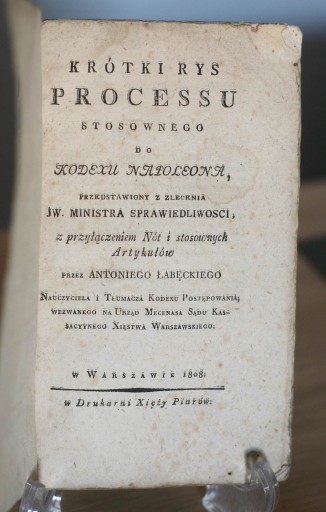 KRÓTKI RYS
PROCESSU
STOSOWNEGO
DO
KODEXU NAPOLEONA,
PRZEDSTAWIONY Z ZLECENIA
JW. MINISTRA SPRAWIEDLIWOSCI,
z przyłączeniem Nót i stosownych
Artykułów
PRZEZ ANTONIEGO ŁABĘCKIEGO
NAUCZYCIELA I TŁUMACZA KODEXU POSTĘPOWANIA,
WEZWANEGO NA URZĄD MECENASA SĄDU KAS-
SACYYNEGO XIĘSTWA WARSZAWSKIEGO.
W WARSZAWIE 1808:
w Drukarni Xięży Piarów: